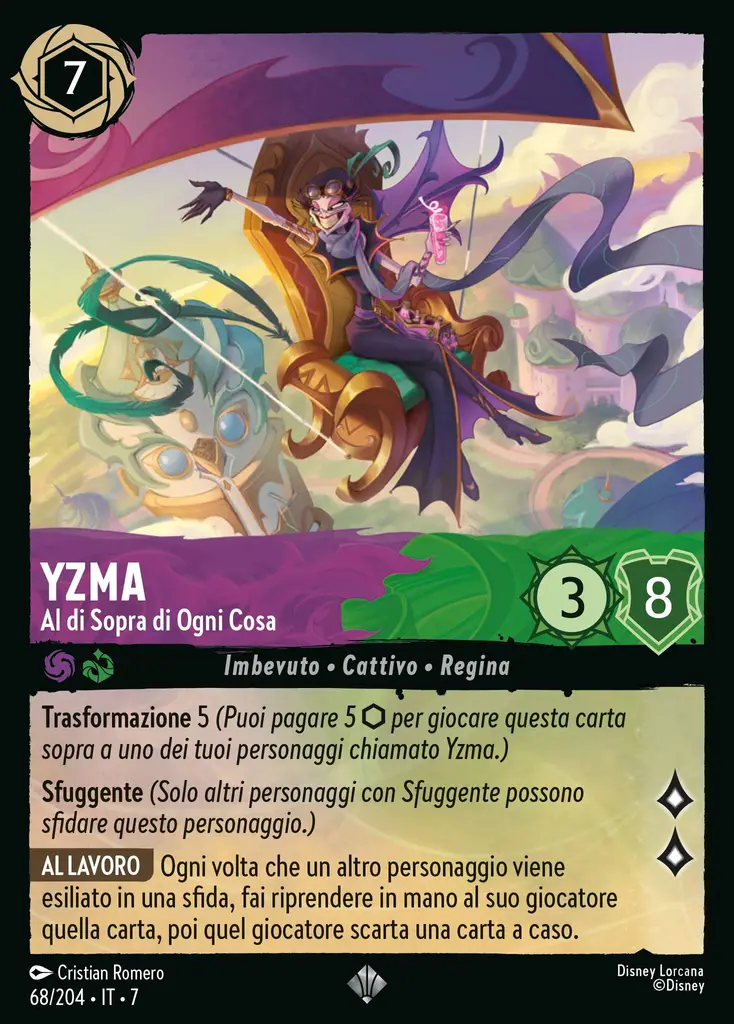 7
YZMA
Al di Sopra di Ogni Cosa
3
8
Imbevuto • Cattivo • Regina
Trasformazione 5 (Puoi pagare 5 ⬡ per giocare questa carta
sopra a uno dei tuoi personaggi chiamato Yzma.)
Sfuggente (Solo altri personaggi con Sfuggente possono
sfidare questo personaggio.)
AL LAVORO Ogni volta che un altro personaggio viene
esiliato in una sfida, fai riprendere in mano al suo giocatore
quella carta, poi quel giocatore scarta una carta a caso.
Cristian Romero
68/204 • IT • 7
Disney Lorcana
©Disney